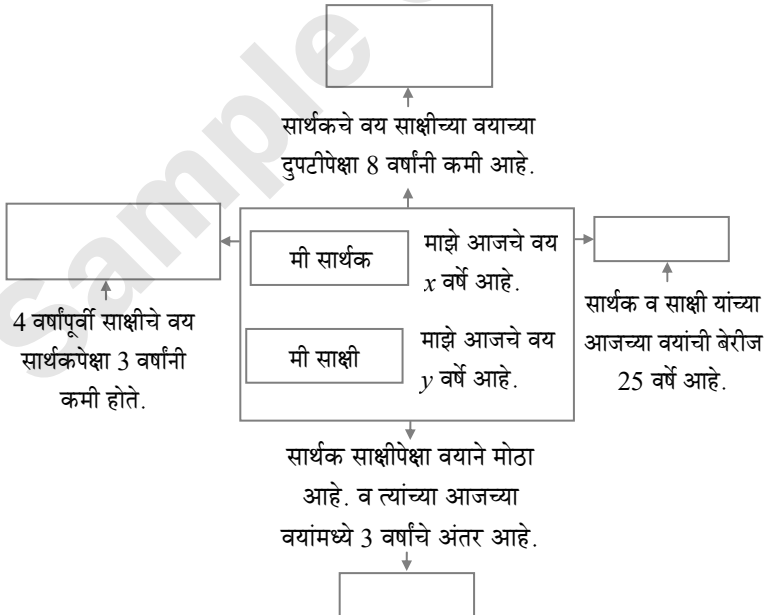 सार्थकचे वय साक्षीच्या वयाच्या
दुपटीपेक्षा 8 वर्षांनी कमी आहे.
मी सार्थक
माझे आजचे वय
x वर्षे आहे.
मी साक्षी
माझे आजचे वय
y वर्षे आहे.
4 वर्षांपूर्वी साक्षीचे वय
सार्थकपेक्षा 3 वर्षांनी
कमी होते.
सार्थक व साक्षी यांच्या
आजच्या वयांची बेरीज
25 वर्षे आहे.
सार्थक साक्षीपेक्षा वयाने मोठा
आहे. व त्यांच्या आजच्या
वयांमध्ये 3 वर्षांचे अंतर आहे.
Sample